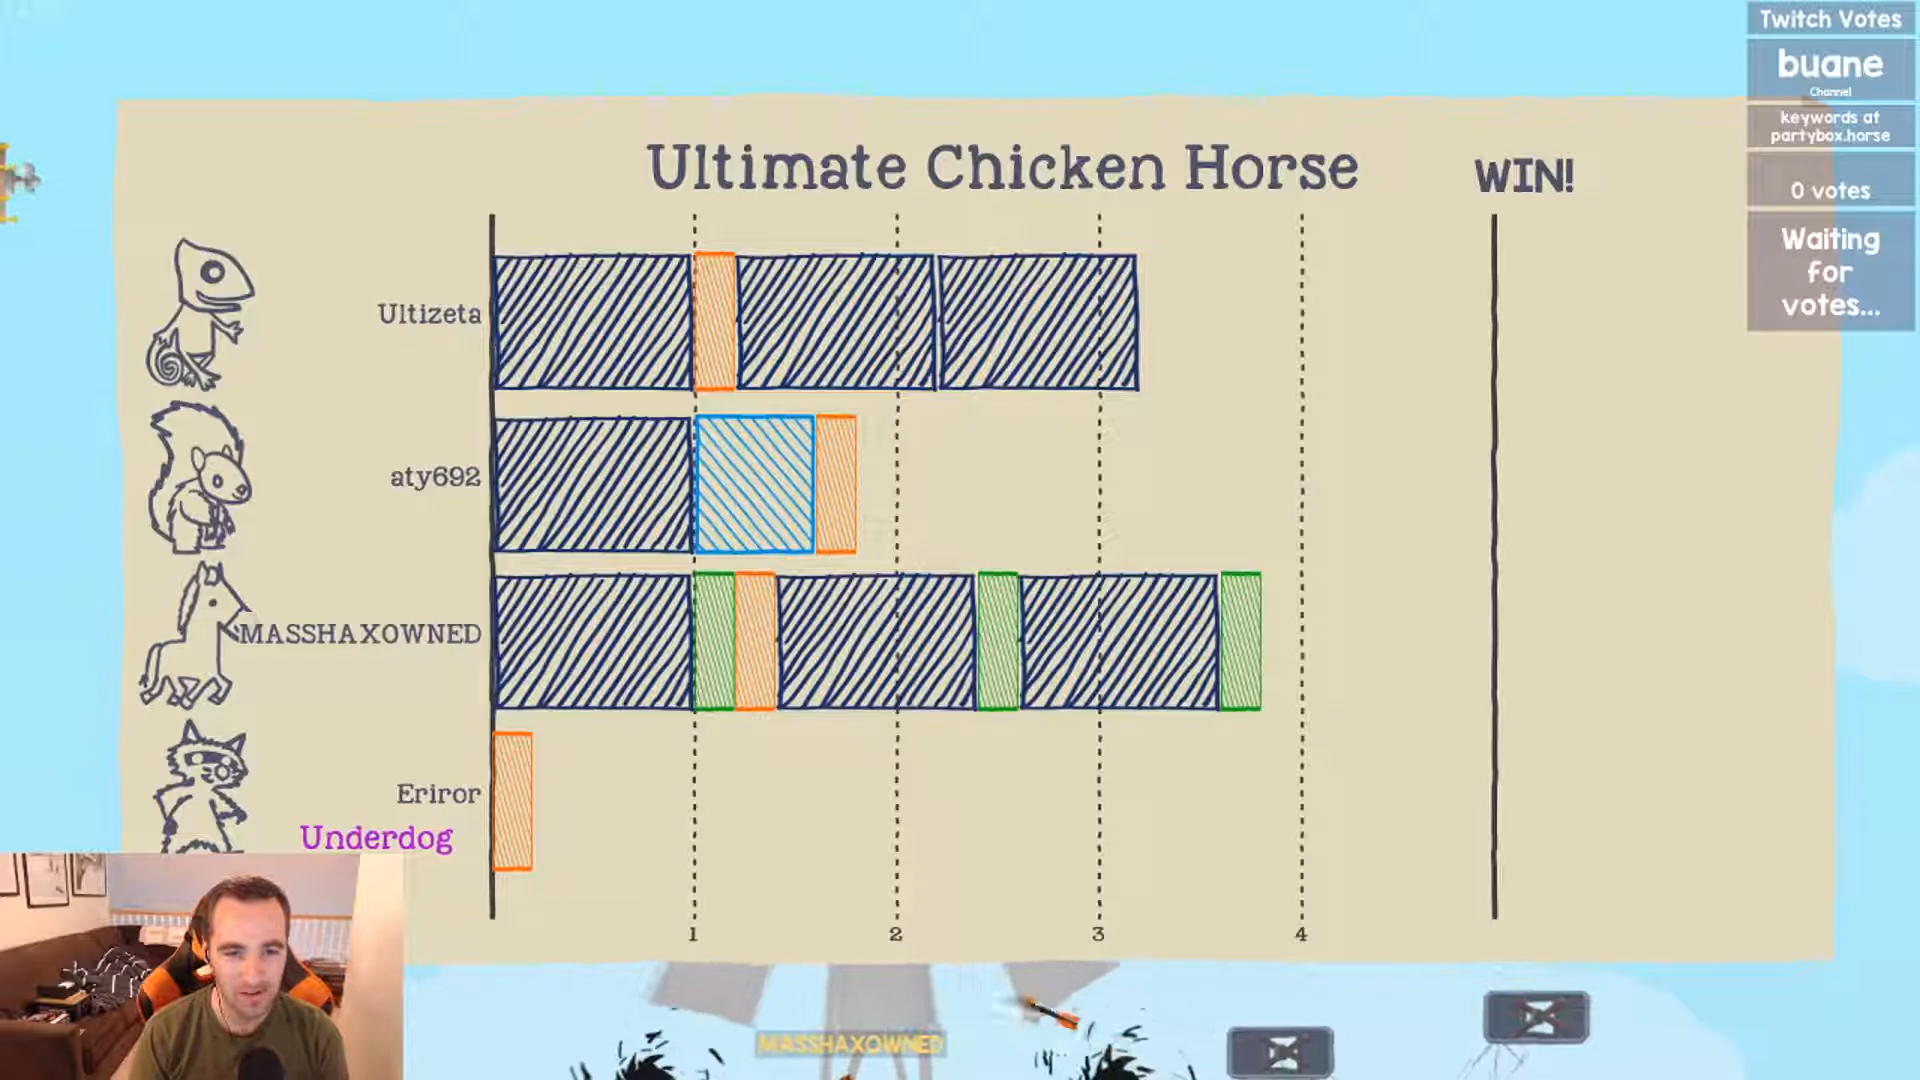 Twitch Votes
buane
Channel
keywords at
partybox.horse
0 votes
Waiting
for
votes...
Ultimate Chicken Horse
WIN!
Ultizeta
aty692
MASSHAXOWNED
Eriror
Underdog
1 2 3 4
MASSHAXOWNED